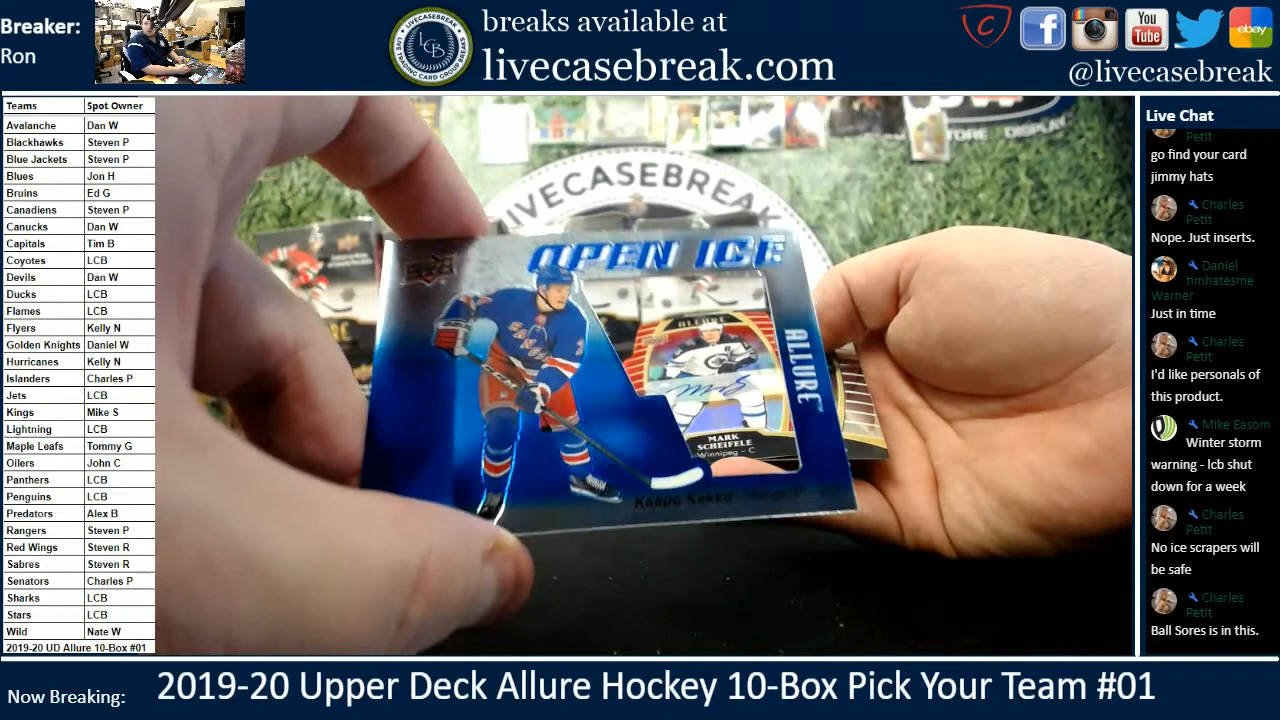 Breaker:
Ron
breaks available at
livecasebreak.com
You
Tube
ebay
@livecasebreak
LCB
Teams Spot Owner
Avalanche Dan W
Blackhawks Steven P
Blue Jackets Steven P
Blues Jon H
Bruins Ed G
Canadiens Steven P
Canucks Dan W
Capitals Tim B
Coyotes LCB
Devils Dan W
Ducks LCB
Flames LCB
Flyers Kelly N
Golden Knights Daniel W
Hurricanes Kelly N
Islanders Charles P
Jets LCB
Kings Mike S
Lightning LCB
Maple Leafs Tommy G
Oilers John C
Panthers LCB
Penguins LCB
Predators Alex B
Rangers Steven P
Red Wings Steven R
Sabres Steven R
Senators Charles P
Sharks LCB
Stars LCB
Wild Nate W
2019-20 UD Allure 10-Box #01
LIVECASEBREAK
DISPLAY
OPEN ICE
ALLURE
RANGERS
Kaapo Kakko
ALLURE
MARK
SCHEIFELE
Winnipeg - C
Live Chat
Petit
go find your card
jimmy hats
Charles
Petit
Nope. Just inserts.
Daniel
timhatesme
Warner
Just in time
Charles
Petit
I'd like personals of
this product.
Mike Easom
Winter storm
warning - lcb shut
down for a week
Charles
Petit
No ice scrapers will
be safe
Charles
Petit
Ball Sores is in this.
Now Breaking:
2019-20 Upper Deck Allure Hockey 10-Box Pick Your Team #01